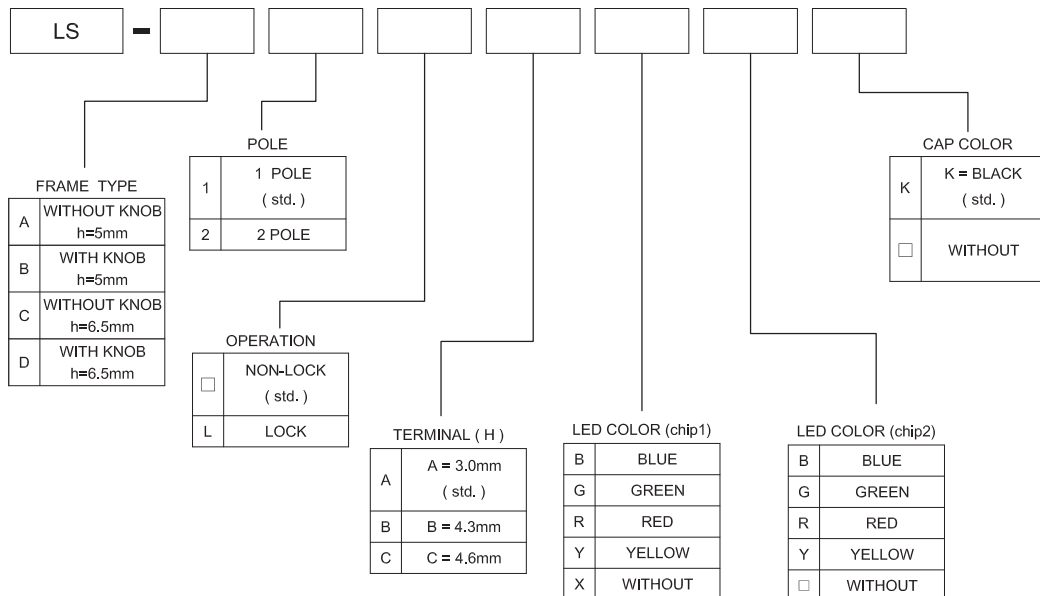 LS -
FRAME TYPE
A WITHOUT KNOB
h=5mm
B WITH KNOB
h=5mm
C WITHOUT KNOB
h=6.5mm
D WITH KNOB
h=6.5mm
POLE
1 1 POLE
( std. )
2 2 POLE
OPERATION
□ NON-LOCK
( std. )
L LOCK
TERMINAL ( H )
A A = 3.0mm
( std. )
B B = 4.3mm
C C = 4.6mm
LED COLOR (chip1)
B BLUE
G GREEN
R RED
Y YELLOW
X WITHOUT
LED COLOR (chip2)
B BLUE
G GREEN
R RED
Y YELLOW
□ WITHOUT
CAP COLOR
K K = BLACK
( std. )
□ WITHOUT